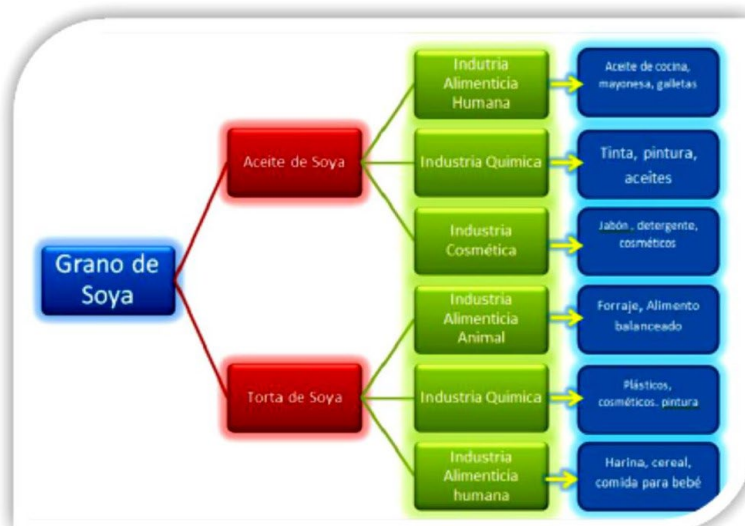 Grano de
Soya
Aceite de Soya
Indutria
Alimenticia
Humana
Aceite de cocina,
mayonesa, galletas
Industria Quimica
Tinta, pintura,
aceites
Industria
Cosmética
Jabón , detergente,
cosméticos
Torta de Soya
Industria
Alimenticia
Animal
Forraje, Alimento
balanceado
Industria Quimica
Plásticos,
cosméticos. pintura
Industria
Alimenticia
humana
Harina, cereal,
comida para bebé